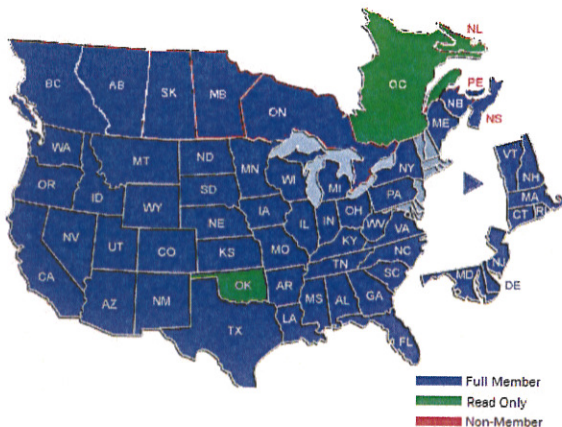 NL
BC
AB
SK
MB
ON
QC
PE
NB
NS
ME
WA
MT
ND
MN
WI
MI
NY
VT
NH
OR
ID
WY
SD
IA
PA
MA
CT
RI
NV
UT
CO
NE
KS
MO
IL
IN
OH
KY
WV
VA
NJ
MD
DE
CA
AZ
NM
OK
AR
TN
NC
SC
TX
LA
MS
AL
GA
FL
Full Member
Read Only
Non-Member